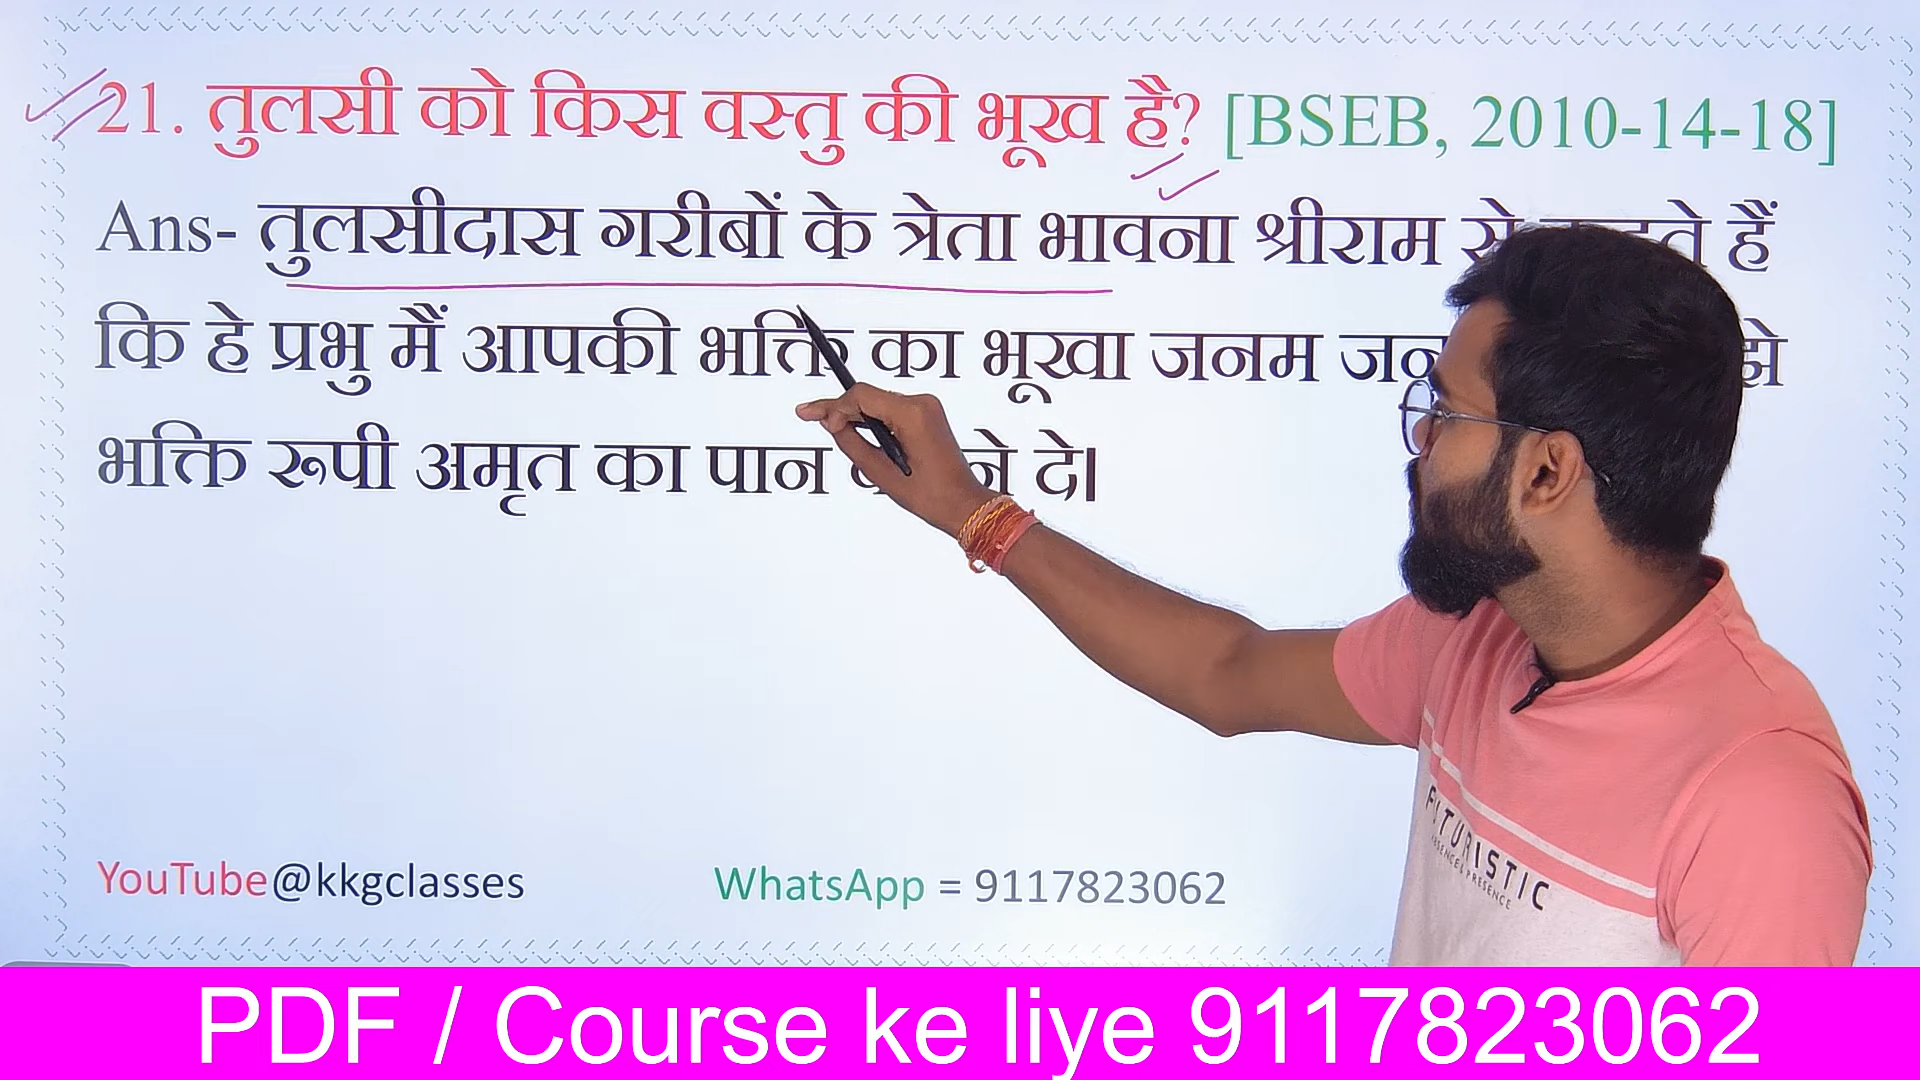 21. तुलसी को किस वस्तु की भूख है? [BSEB, 2010-14-18]
Ans- तुलसीदास गरीबों के त्रेता भावना श्रीराम से कहते हैं
कि हे प्रभु मैं आपकी भक्ति का भूखा जनम
भक्ति रूपी अमृत का पान दे।
YouTube@kkgclasses
WhatsApp = 9117823062
FUTURISTIC
PDF / Course ke liye 9117823062